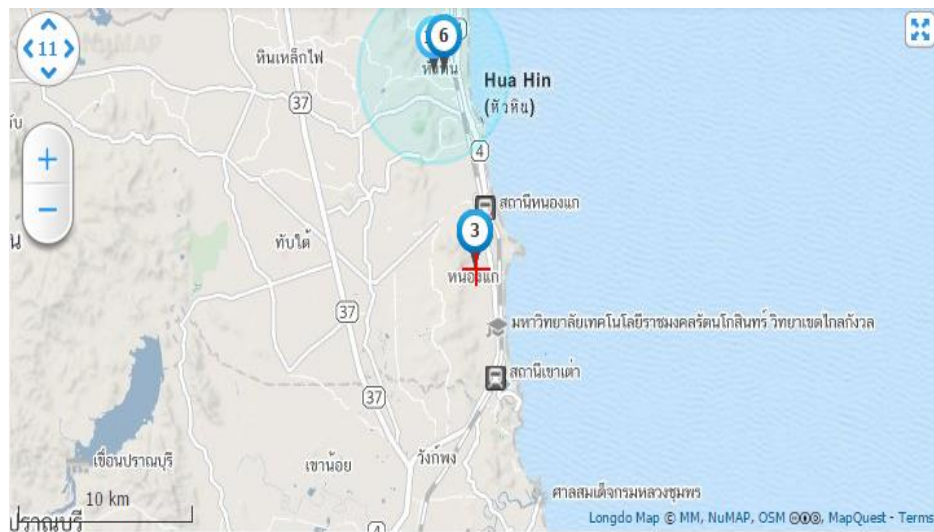 11
6
หินเหล็กไฟ
หัวหิน
Hua Hin
(หัวหิน)
37
4
+
−
สถานีหนองแก
3
ทับใต้
หนองแก
37
มหาวิทยาลัยเทคโนโลยีราชมงคลรัตนโกสินทร์ วิทยาเขตไกลกังวล
สถานีเขาเต่า
37
เขื่อนปราณบุรี
เขาน้อย
วังก์พง
10 km
ศาลสมเด็จกรมหลวงชุมพร
ปราณบุรี
4
Longdo Map © MM, NuMAP, OSM, MapQuest - Terms